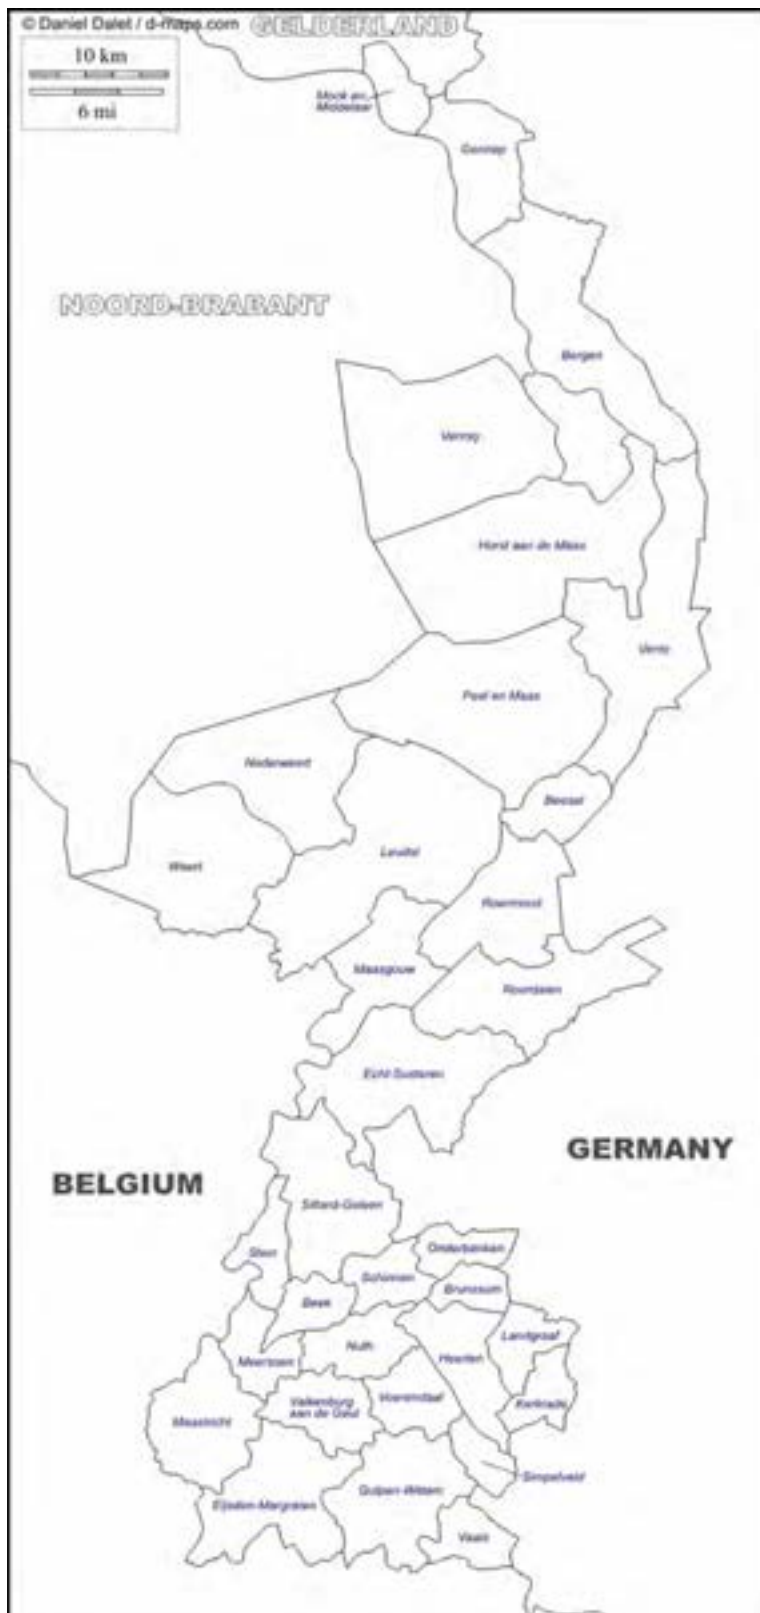 © Daniel Dalet / d-maps.com
GELDERLAND
10 km
6 mi
Mook en
Middelaar
Gennep
NOORD-BRABANT
Bergen
Venray
Horst aan de Maas
Venlo
Peel en Maas
Nederweert
Beesel
Leudal
Weert
Roermond
Maasgouw
Roerdalen
Echt-Susteren
GERMANY
BELGIUM
Sittard-Geleen
Stein
Onderbanken
Schinnen
Brunssum
Beek
Landgraaf
Nuth
Heerlen
Meerssen
Voerendaal
Kerkrade
Valkenburg
aan de Geul
Maastricht
Simpelveld
Gulpen-Wittem
Eijsden-Margraten
Vaals